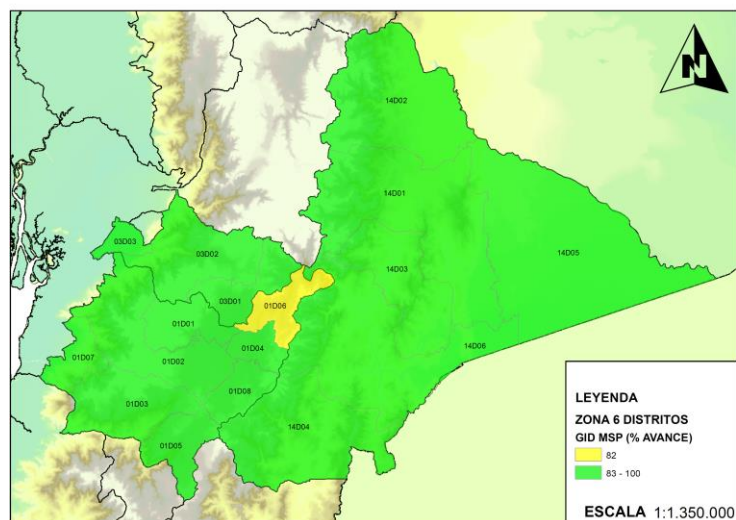 N
14D02
14D01
03D03
03D02
14D05
14D03
03D01
01D06
01D01
01D04
14D06
01D07
01D02
01D08
01D03
14D04
01D05
LEYENDA
ZONA 6 DISTRITOS
GID MSP (% AVANCE)
82
83 - 100
ESCALA 1:1.350.000